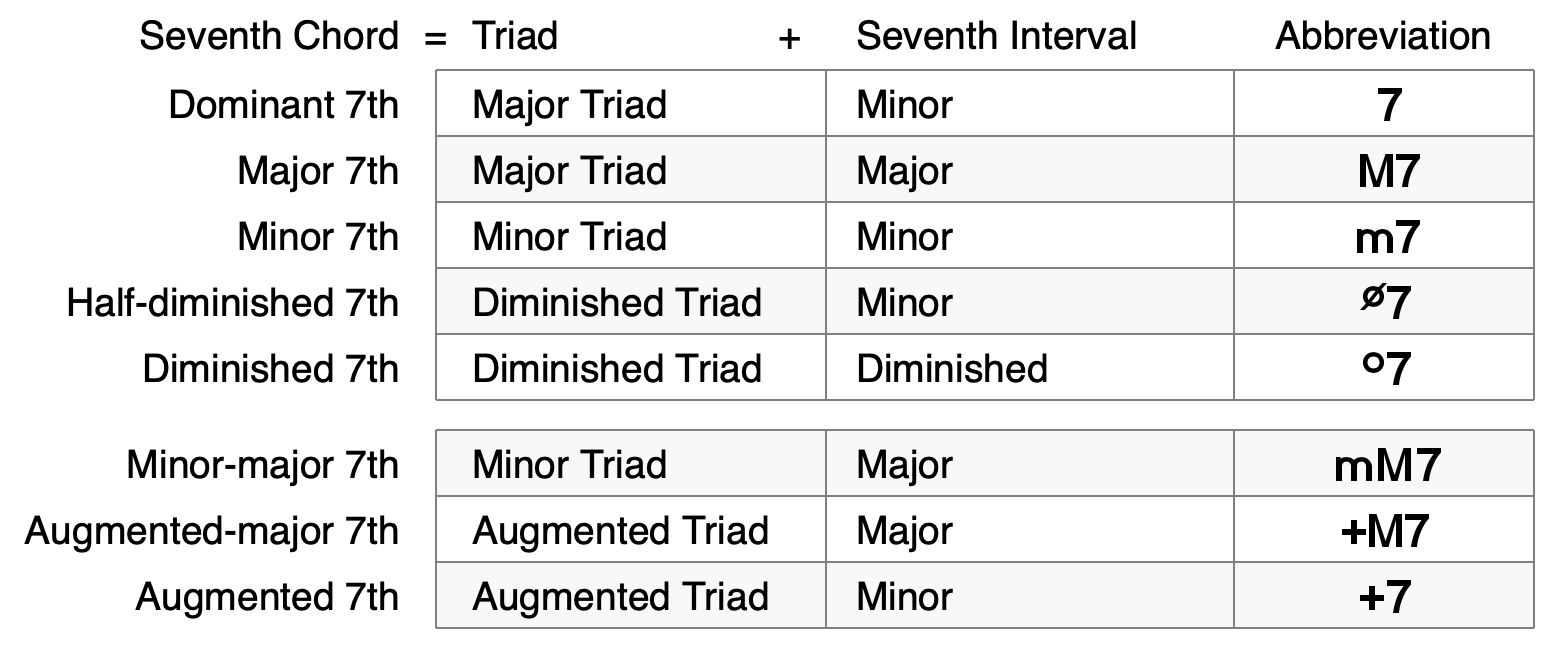 Seventh Chord = Triad + Seventh Interval Abbreviation
Dominant 7th Major Triad Minor 7
Major 7th Major Triad Major M7
Minor 7th Minor Triad Minor m7
Half-diminished 7th Diminished Triad Minor ø7
Diminished 7th Diminished Triad Diminished o7
Minor-major 7th Minor Triad Major mM7
Augmented-major 7th Augmented Triad Major +M7
Augmented 7th Augmented Triad Minor +7